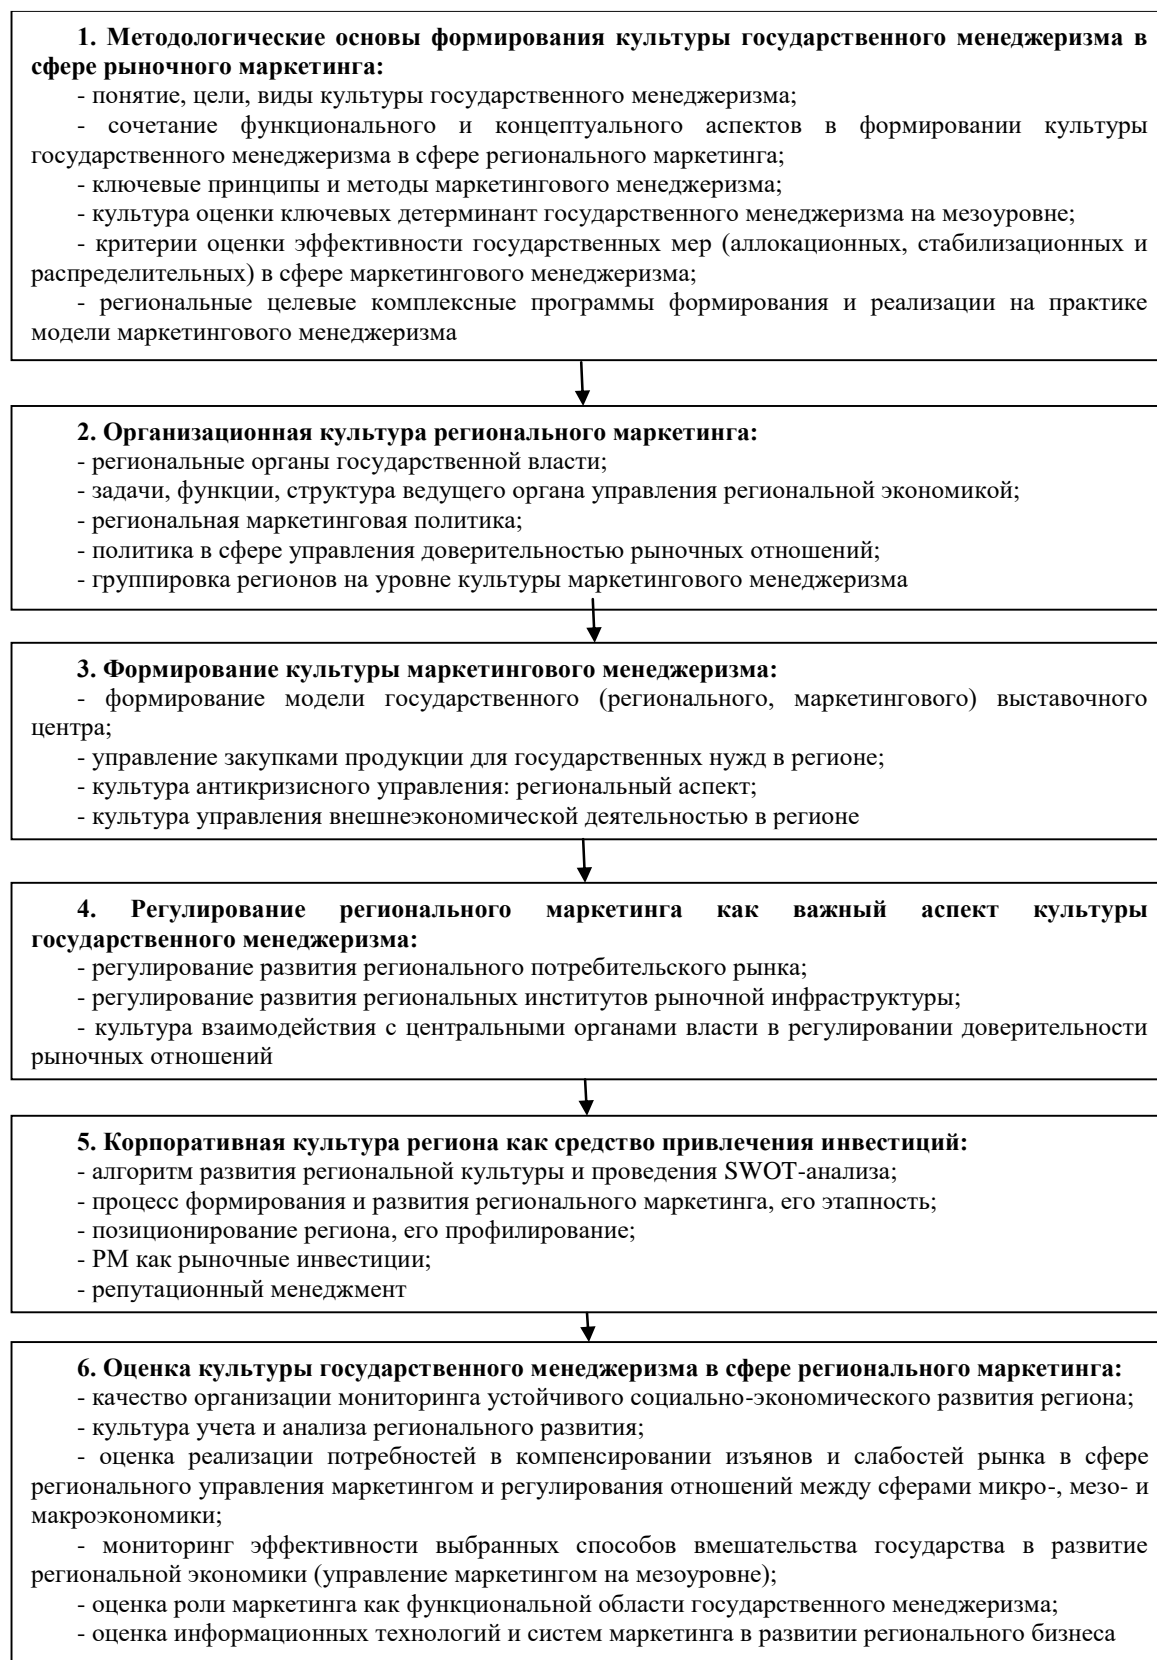 1. Методологические основы формирования культуры государственного менеджеризма в
сфере рыночного маркетинга:
- понятие, цели, виды культуры государственного менеджеризма;
- сочетание функционального и концептуального аспектов в формировании культуры
государственного менеджеризма в сфере регионального маркетинга;
- ключевые принципы и методы маркетингового менеджеризма;
- культура оценки ключевых детерминант государственного менеджеризма на мезоуровне;
- критерии оценки эффективности государственных мер (аллокационных, стабилизационных и
распределительных) в сфере маркетингового менеджеризма;
- региональные целевые комплексные программы формирования и реализации на практике
модели маркетингового менеджеризма
2. Организационная культура регионального маркетинга:
- региональные органы государственной власти;
- задачи, функции, структура ведущего органа управления региональной экономикой;
- региональная маркетинговая политика;
- политика в сфере управления доверительностью рыночных отношений;
- группировка регионов на уровне культуры маркетингового менеджеризма
3. Формирование культуры маркетингового менеджеризма:
- формирование модели государственного (регионального, маркетингового) выставочного
центра;
- управление закупками продукции для государственных нужд в регионе;
- культура антикризисного управления: региональный аспект;
- культура управления внешнеэкономической деятельностью в регионе
4. Регулирование регионального маркетинга как важный аспект культуры
государственного менеджеризма:
- регулирование развития регионального потребительского рынка;
- регулирование развития региональных институтов рыночной инфраструктуры;
- культура взаимодействия с центральными органами власти в регулировании доверительности
рыночных отношений
5. Корпоративная культура региона как средство привлечения инвестиций:
- алгоритм развития региональной культуры и проведения SWOT-анализа;
- процесс формирования и развития регионального маркетинга, его этапность;
- позиционирование региона, его профилирование;
- РМ как рыночные инвестиции;
- репутационный менеджмент
6. Оценка культуры государственного менеджеризма в сфере регионального маркетинга:
- качество организации мониторинга устойчивого социально-экономического развития региона;
- культура учета и анализа регионального развития;
- оценка реализации потребностей в компенсировании изъянов и слабостей рынка в сфере
регионального управления маркетингом и регулирования отношений между сферами микро-, мезо- и
макроэкономики;
- мониторинг эффективности выбранных способов вмешательства государства в развитие
региональной экономики (управление маркетингом на мезоуровне);
- оценка роли маркетинга как функциональной области государственного менеджеризма;
- оценка информационных технологий и систем маркетинга в развитии регионального бизнеса